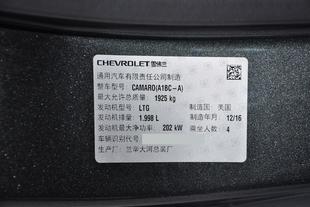 CHEVROLET 雪佛兰
通用汽车有限责任公司制造
整车型号: CAMARO(A1BC-A)
最大允许总质量: 1925 kg
发动机型号: LTG 制造国: 美国
发动机排量: 1.998 L 制造年月: 12/16
发动机最大净功率: 202 kW 乘坐人数: 4
车辆识别代号:
生产厂: 兰辛大河总装厂